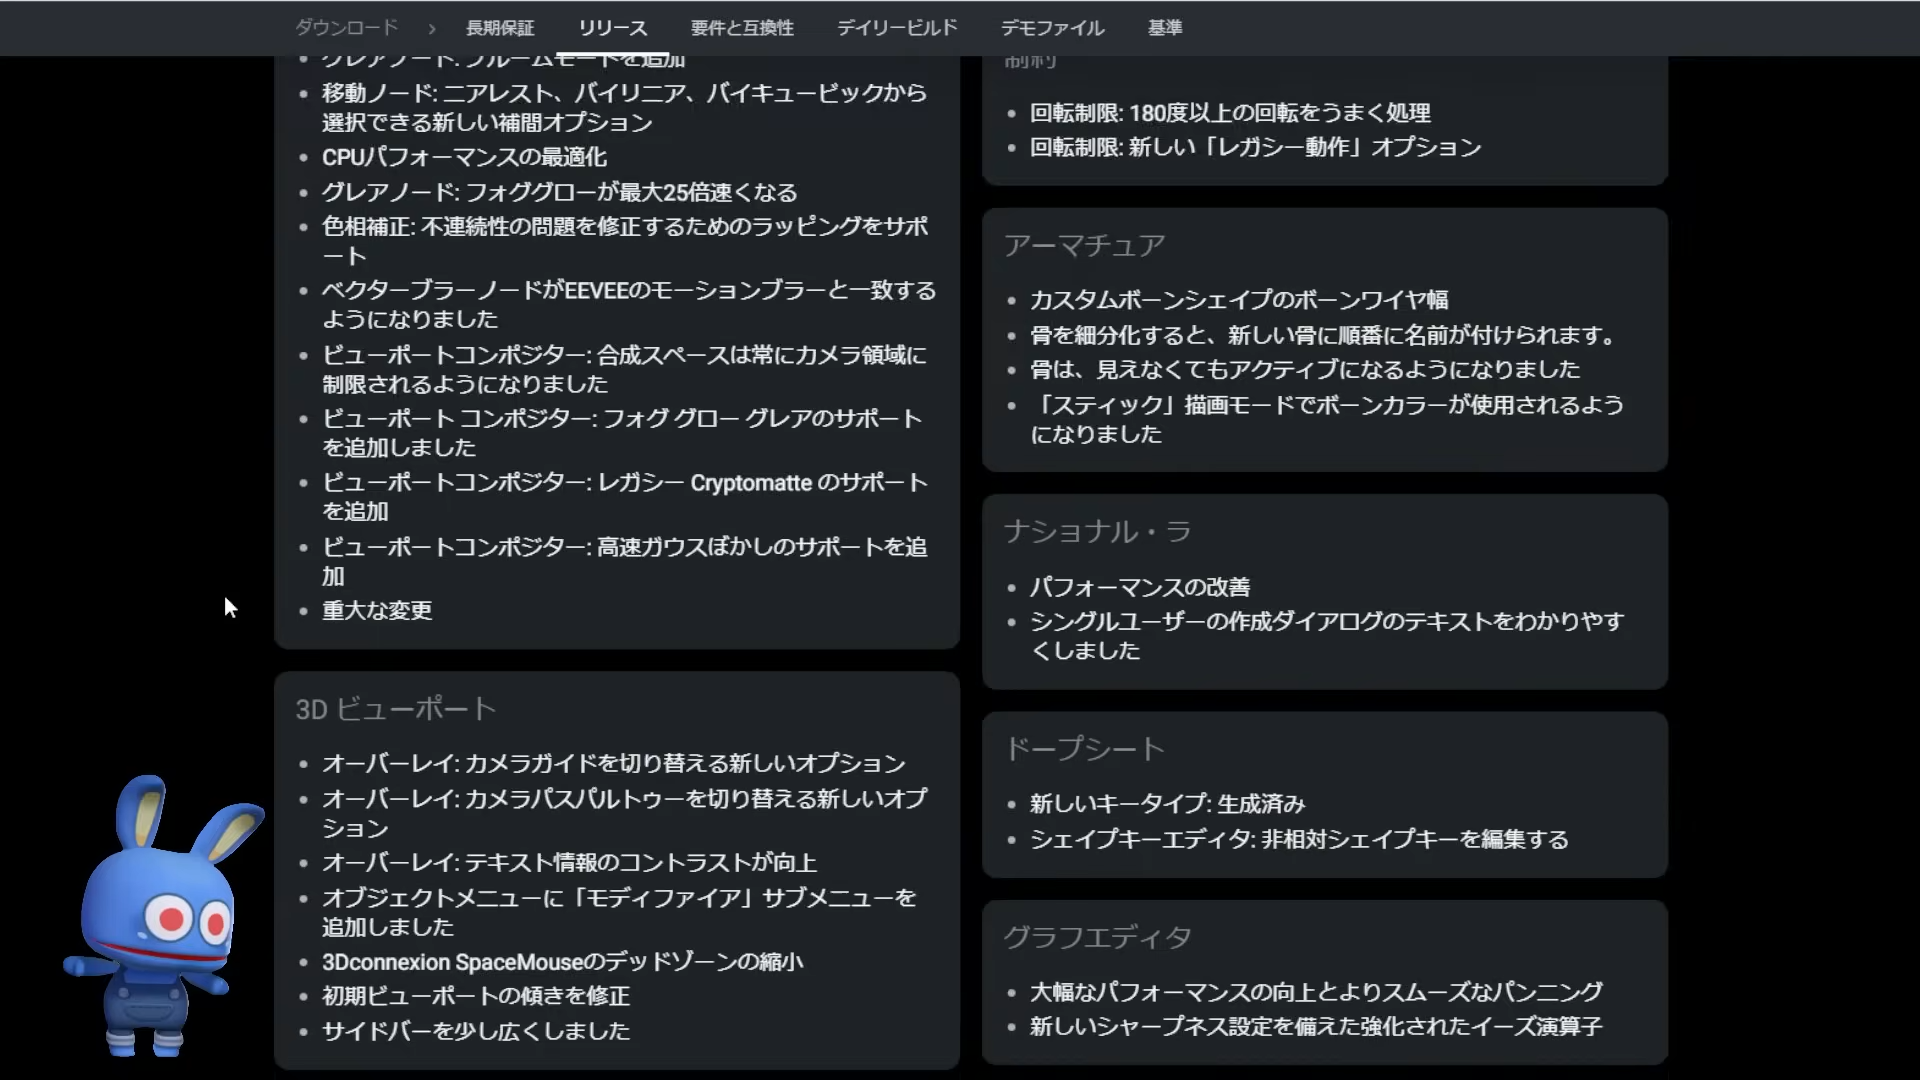 ダウンロード › 長期保証 リリース 要件と互換性 デイリービルド デモファイル 基準
グレアノード: ブルームモードを追加
移動ノード: ニアレスト、バイリニア、バイキュービックから
選択できる新しい補間オプション
CPUパフォーマンスの最適化
グレアノード: フォググローが最大25倍速くなる
色相補正: 不連続性の問題を修正するためのラッピングをサポ
ート
ベクターブラーノードがEEVEEのモーションブラーと一致する
ようになりました
ビューポートコンポジター: 合成スペースは常にカメラ領域に
制限されるようになりました
ビューポート コンポジター: フォグ グロー グレアのサポート
を追加しました
ビューポートコンポジター: レガシー Cryptomatte のサポート
を追加
ビューポートコンポジター: 高速ガウスぼかしのサポートを追
加
重大な変更
3D ビューポート
オーバーレイ: カメラガイドを切り替える新しいオプション
オーバーレイ: カメラパスパルトゥーを切り替える新しいオプ
ション
オーバーレイ: テキスト情報のコントラストが向上
オブジェクトメニューに「モディファイア」サブメニューを
追加しました
3Dconnexion SpaceMouseのデッドゾーンの縮小
初期ビューポートの傾きを修正
サイドバーを少し広くしました
制約
回転制限: 180度以上の回転をうまく処理
回転制限: 新しい「レガシー動作」オプション
アーマチュア
カスタムボーンシェイプのボーンワイヤ幅
骨を細分化すると、新しい骨に順番に名前が付けられます。
骨は、見えなくてもアクティブになるようになりました
「スティック」描画モードでボーンカラーが使用されるよう
になりました
ナショナル・ラ
パフォーマンスの改善
シングルユーザーの作成ダイアログのテキストをわかりやす
くしました
ドープシート
新しいキータイプ: 生成済み
シェイプキーエディタ: 非相対シェイプキーを編集する
グラフエディタ
大幅なパフォーマンスの向上とよりスムーズなパンニング
新しいシャープネス設定を備えた強化されたイーズ演算子